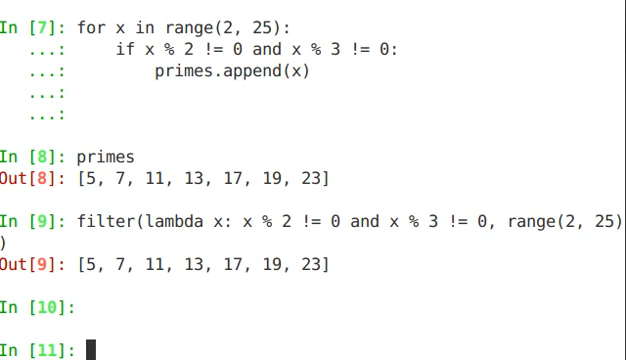 In [7]: for x in range(2, 25):
   ...:     if x % 2 != 0 and x % 3 != 0:
   ...:         primes.append(x)
   ...:
   ...:
In [8]: primes
Out[8]: [5, 7, 11, 13, 17, 19, 23]
In [9]: filter(lambda x: x % 2 != 0 and x % 3 != 0, range(2, 25)
)
Out[9]: [5, 7, 11, 13, 17, 19, 23]
In [10]:
In [11]: